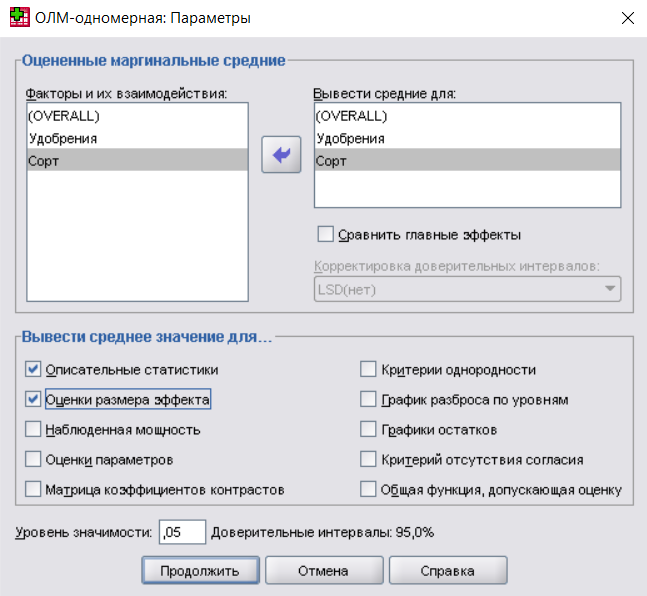 ОЛМ-одномерная: Параметры
Оцененные маргинальные средние
Факторы и их взаимодействия:
(OVERALL)
Удобрения
Сорт
Вывести средние для:
(OVERALL)
Удобрения
Сорт
Сравнить главные эффекты
Корректировка доверительных интервалов:
LSD(нет)
Вывести среднее значение для...
Описательные статистики
Оценки размера эффекта
Наблюденная мощность
Оценки параметров
Матрица коэффициентов контрастов
Критерии однородности
График разброса по уровням
Графики остатков
Критерий отсутствия согласия
Общая функция, допускающая оценку
Уровень значимости: ,05 Доверительные интервалы: 95,0%
Продолжить Отмена Справка